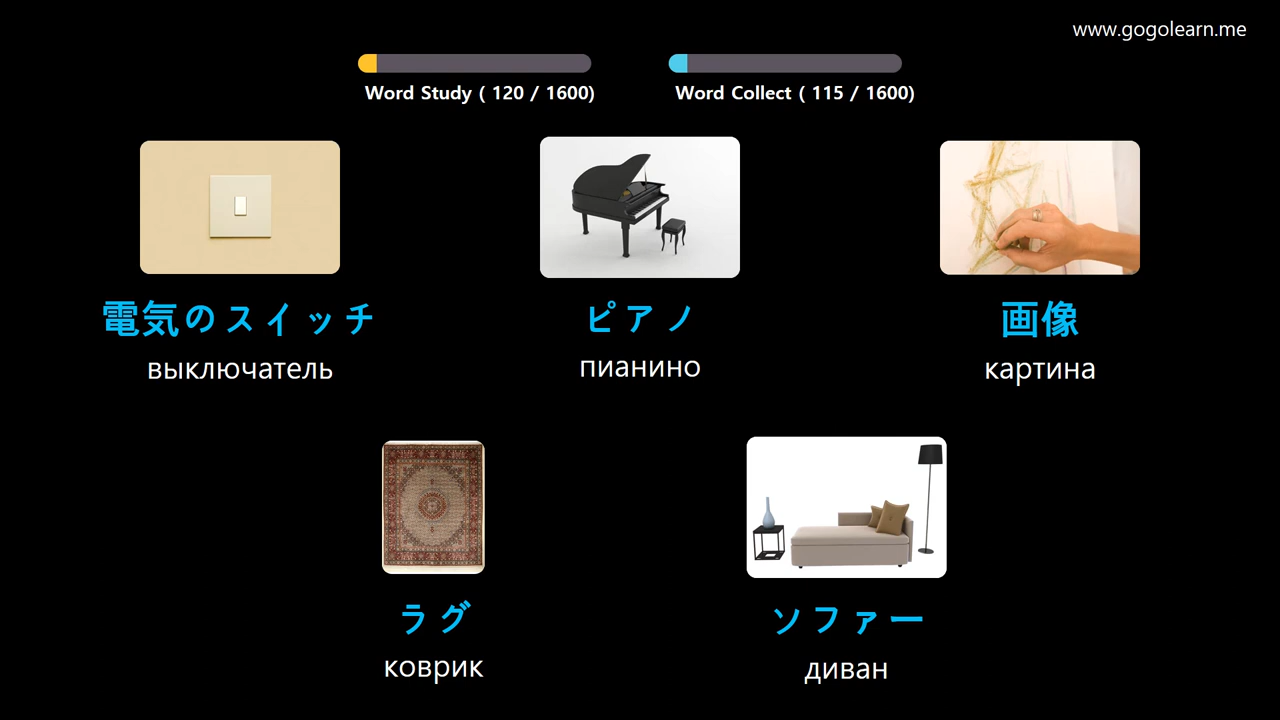 www.gogolearn.me
Word Study ( 120 / 1600)
Word Collect ( 115 / 1600)
電気のスイッチ
выключатель
ピアノ
пианино
画像
картина
ラグ
коврик
ソファー
диван